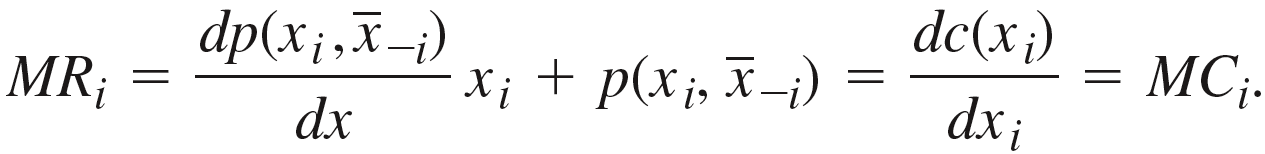 MR_i = \frac{dp(x_i, \overline{x}_{-i})}{dx} x_i + p(x_i, \overline{x}_{-i}) = \frac{dc(x_i)}{dx_i} = MC_i.